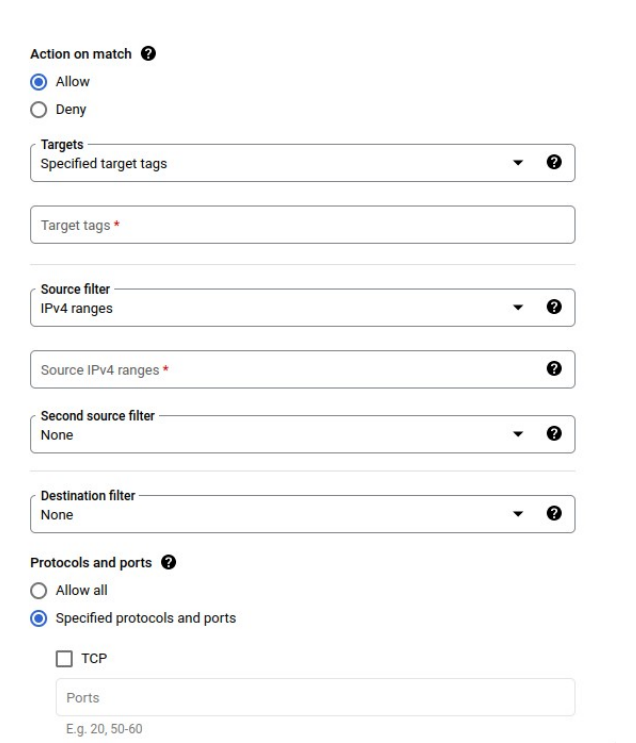 Action on match ?
Allow
Deny
Targets
Specified target tags ?
Target tags *
Source filter
IPv4 ranges ?
Source IPv4 ranges * ?
Second source filter
None ?
Destination filter
None ?
Protocols and ports ?
Allow all
Specified protocols and ports
TCP
Ports
E.g. 20, 50-60